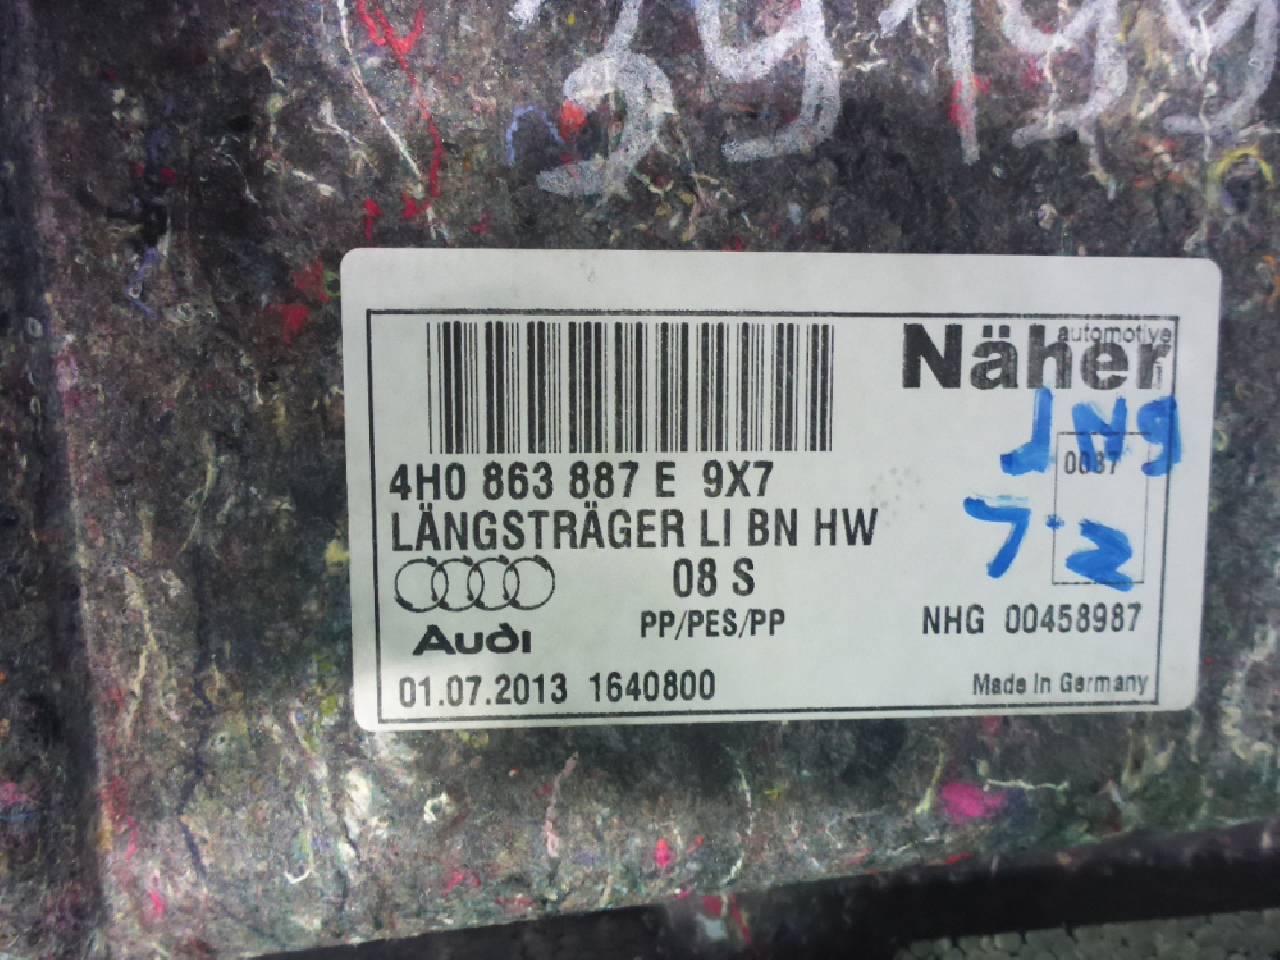 Näher
automotive
0087
4H0 863 887 E 9X7
LÄNGSTRÄGER LI BN HW
08 S
PP/PES/PP
NHG 00458987
Audi
01.07.2013 1640800
Made In Germany